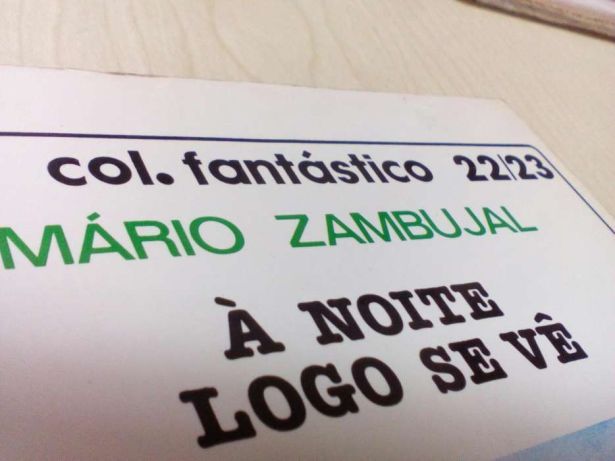 col. fantástico 22/23
MÁRIO ZAMBUJAL
À NOITE
LOGO SE VÊ